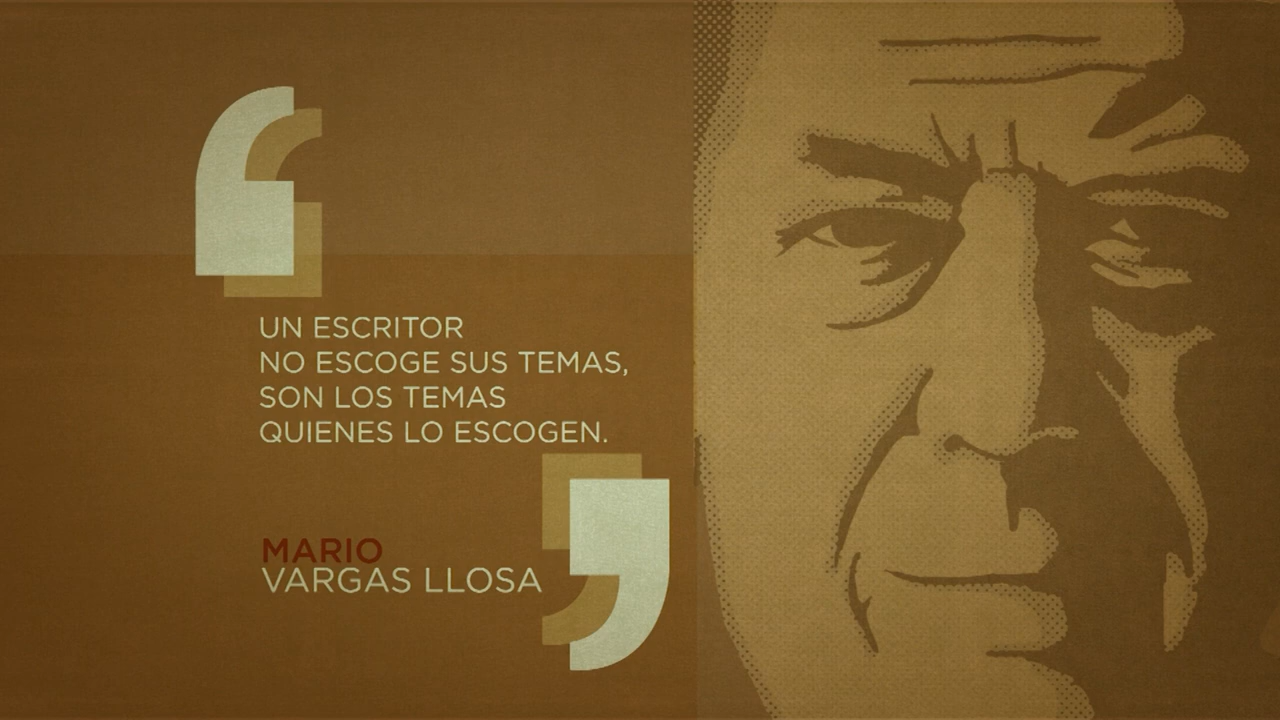 UN ESCRITOR
NO ESCOGE SUS TEMAS,
SON LOS TEMAS
QUIENES LO ESCOGEN.
MARIO
VARGAS LLOSA